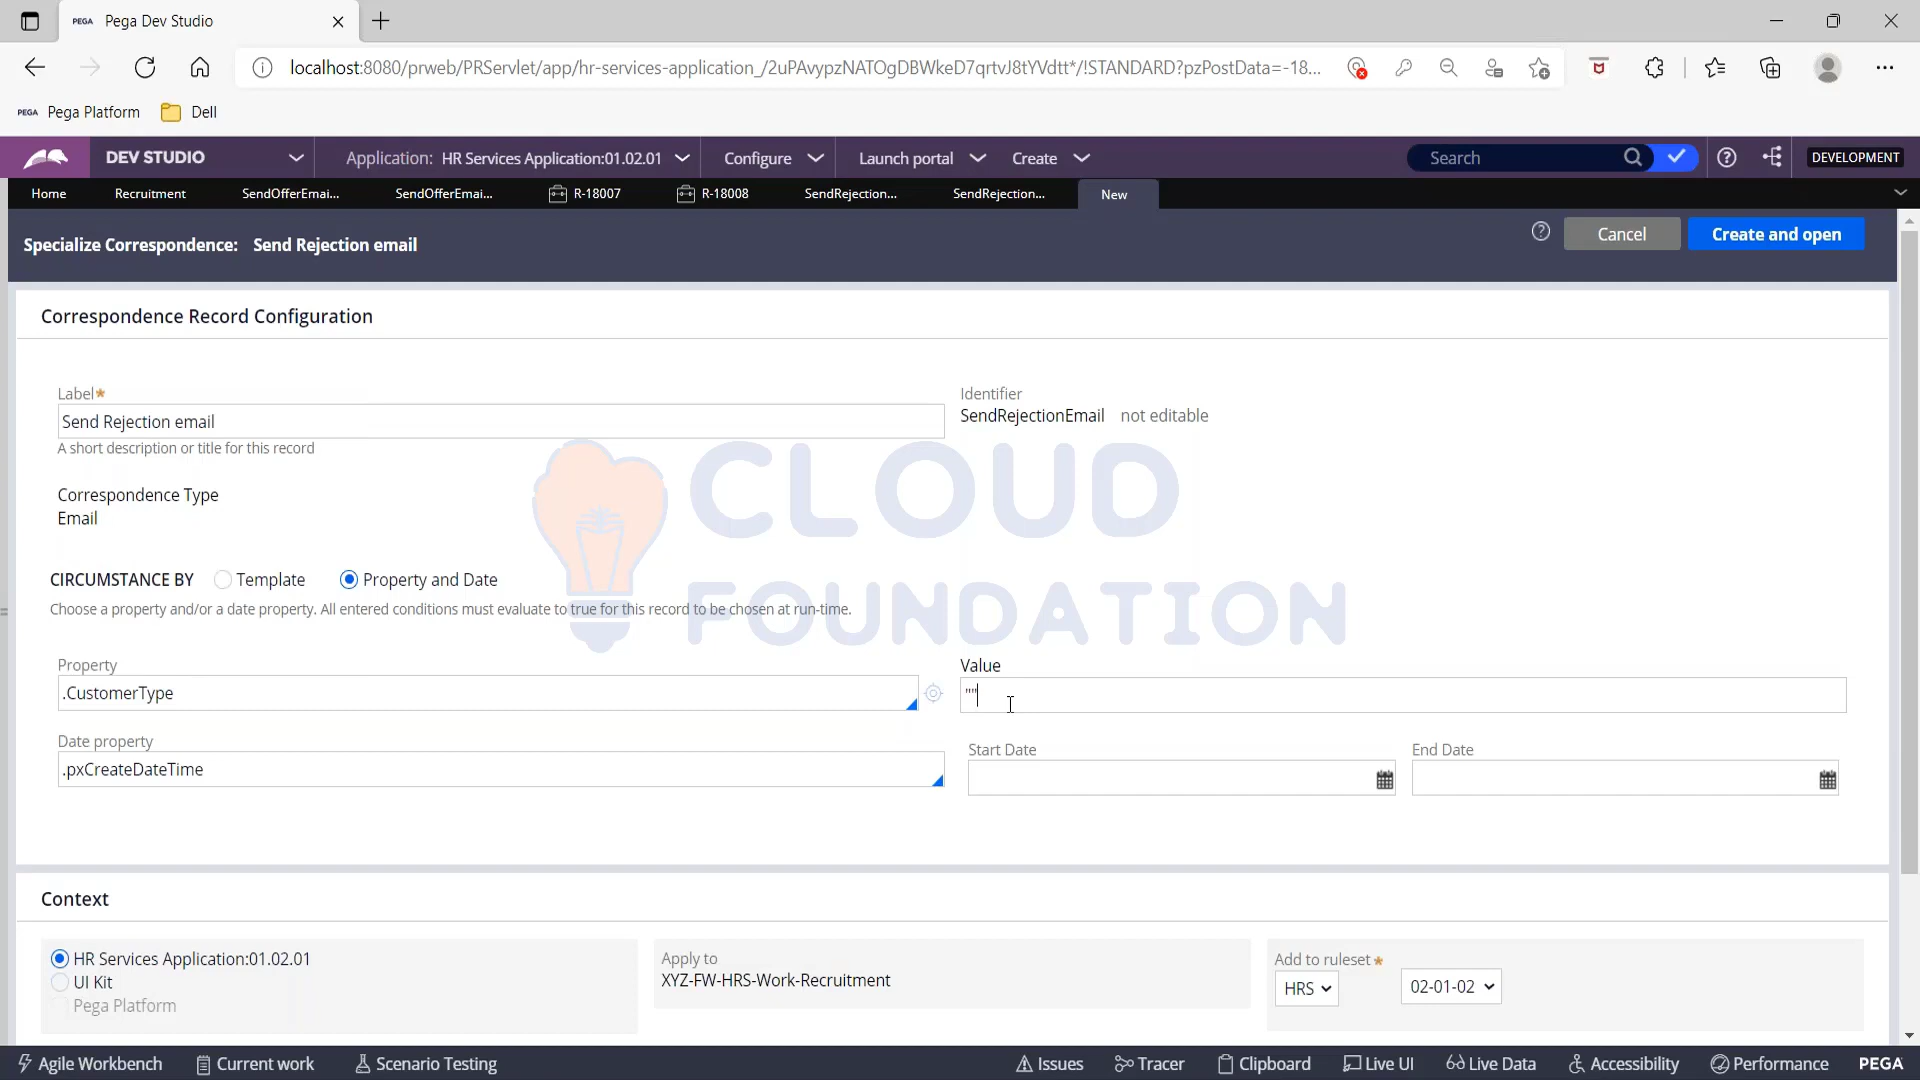 PEGA Pega Dev Studio
localhost:8080/prweb/PRServlet/app/hr-services-application_/2uPAvypzNATOgDBWkeD7qrtvJ8tYVdtt*/!STANDARD?pzPostData=-18...
PEGA Pega Platform Dell
DEV STUDIO Application: HR Services Application:01.02.01 Configure Launch portal Create Search DEVELOPMENT
Home Recruitment SendOfferEmai... SendOfferEmai... R-18007 R-18008 SendRejection... SendRejection... New
Specialize Correspondence: Send Rejection email Cancel Create and open
Correspondence Record Configuration
Label* Identifier
Send Rejection email SendRejectionEmail not editable
A short description or title for this record
Correspondence Type
Email
CLOUD
FOUNDATION
CIRCUMSTANCE BY Template Property and Date
Choose a property and/or a date property. All entered conditions must evaluate to true for this record to be chosen at run-time.
Property Value
.CustomerType ""
Date property Start Date End Date
.pxCreateDateTime
Context
HR Services Application:01.02.01 Apply to Add to ruleset*
UI Kit XYZ-FW-HRS-Work-Recruitment HRS 02-01-02
Pega Platform
Agile Workbench Current work Scenario Testing Issues Tracer Clipboard Live UI Live Data Accessibility Performance PEGA